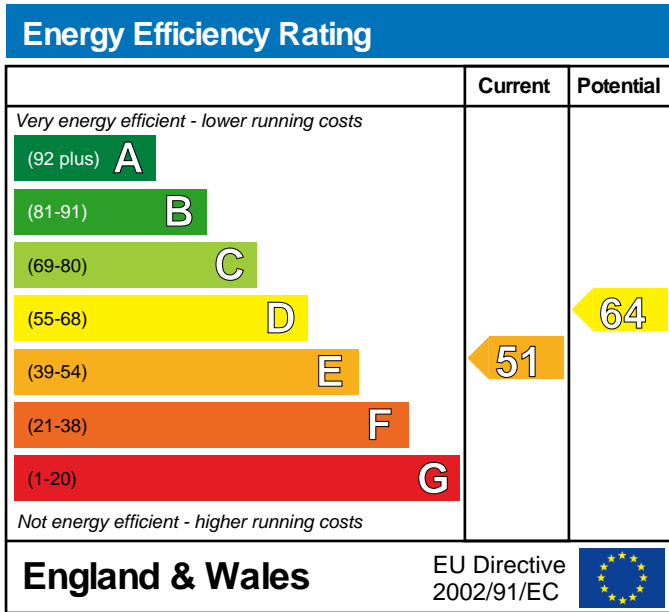 Energy Efficiency Rating
Current Potential
Very energy efficient - lower running costs
(92 plus) A
(81-91) B
(69-80) C
(55-68) D
64
(39-54) E
51
(21-38) F
(1-20) G
Not energy efficient - higher running costs
England & Wales
EU Directive
2002/91/EC